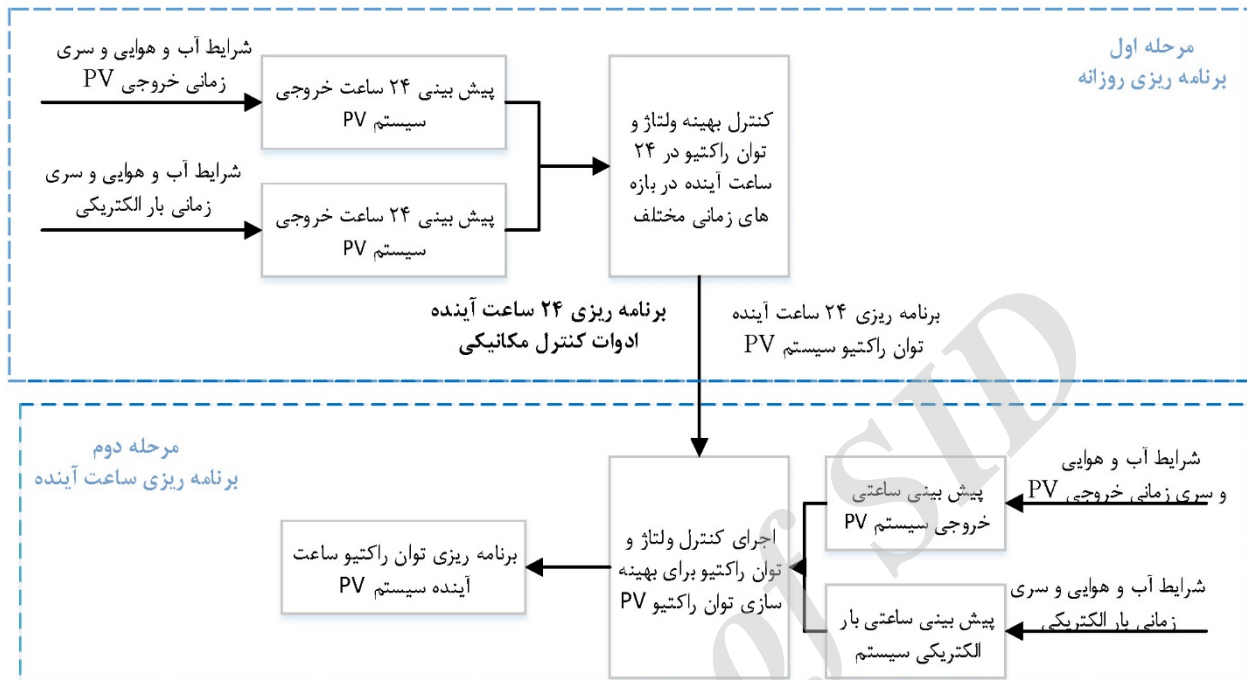 مرحله اول
برنامه ریزی روزانه
شرایط آب و هوایی و سری
زمانی خروجی PV
پیش بینی ۲۴ ساعت خروجی
سیستم PV
شرایط آب و هوایی و سری
زمانی بار الکتریکی
پیش بینی ۲۴ ساعت خروجی
سیستم PV
کنترل بهینه ولتاژ و
توان راکتیو در ۲۴
ساعت آینده در بازه
های زمانی مختلف
برنامه ریزی ۲۴ ساعت آینده
ادوات کنترل مکانیکی
برنامه ریزی ۲۴ ساعت آینده
توان راکتیو سیستم PV
مرحله دوم
برنامه ریزی ساعت آینده
شرایط آب و هوایی
و سری زمانی خروجی PV
پیش بینی ساعتی
خروجی سیستم PV
شرایط آب و هوایی و سری
زمانی بار الکتریکی
پیش بینی ساعتی بار
الکتریکی سیستم
اجرای کنترل ولتاژ و
توان راکتیو برای بهینه
سازی توان راکتیو PV
برنامه ریزی توان راکتیو ساعت
آینده سیستم PV
of SID